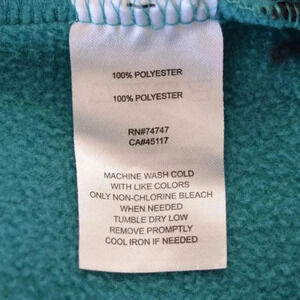 100% POLYESTER
100% POLYESTER
RN#74747
CA#45117
MACHINE WASH COLD
WITH LIKE COLORS
ONLY NON-CHLORINE BLEACH
WHEN NEEDED
TUMBLE DRY LOW
REMOVE PROMPTLY
COOL IRON IF NEEDED